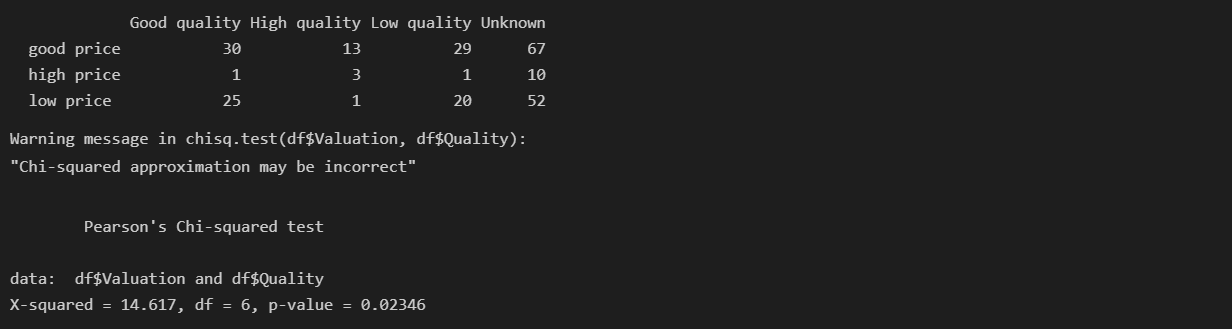 Good quality High quality Low quality Unknown
good price 30 13 29 67
high price 1 3 1 10
low price 25 1 20 52
Warning message in chisq.test(df$Valuation, df$Quality):
"Chi-squared approximation may be incorrect"
Pearson's Chi-squared test
data: df$Valuation and df$Quality
X-squared = 14.617, df = 6, p-value = 0.02346